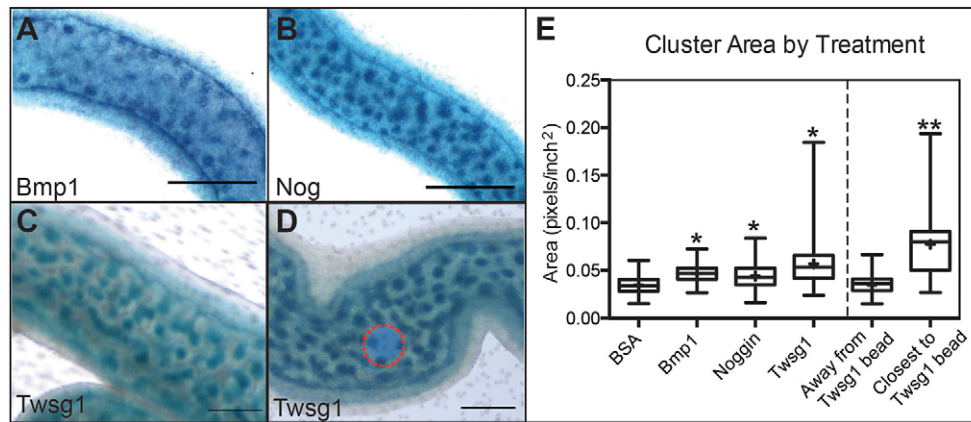 A
Bmp1
B
Nog
C
Twsg1
D
Twsg1
E
Cluster Area by Treatment
Area (pixels/inch2)
0.25
0.20
0.15
0.10
0.05
0.00
*
*
*
**
BSA
Bmp1
Noggin
Twsg1
Away from
Twsg1 bead
Closest to
Twsg1 bead